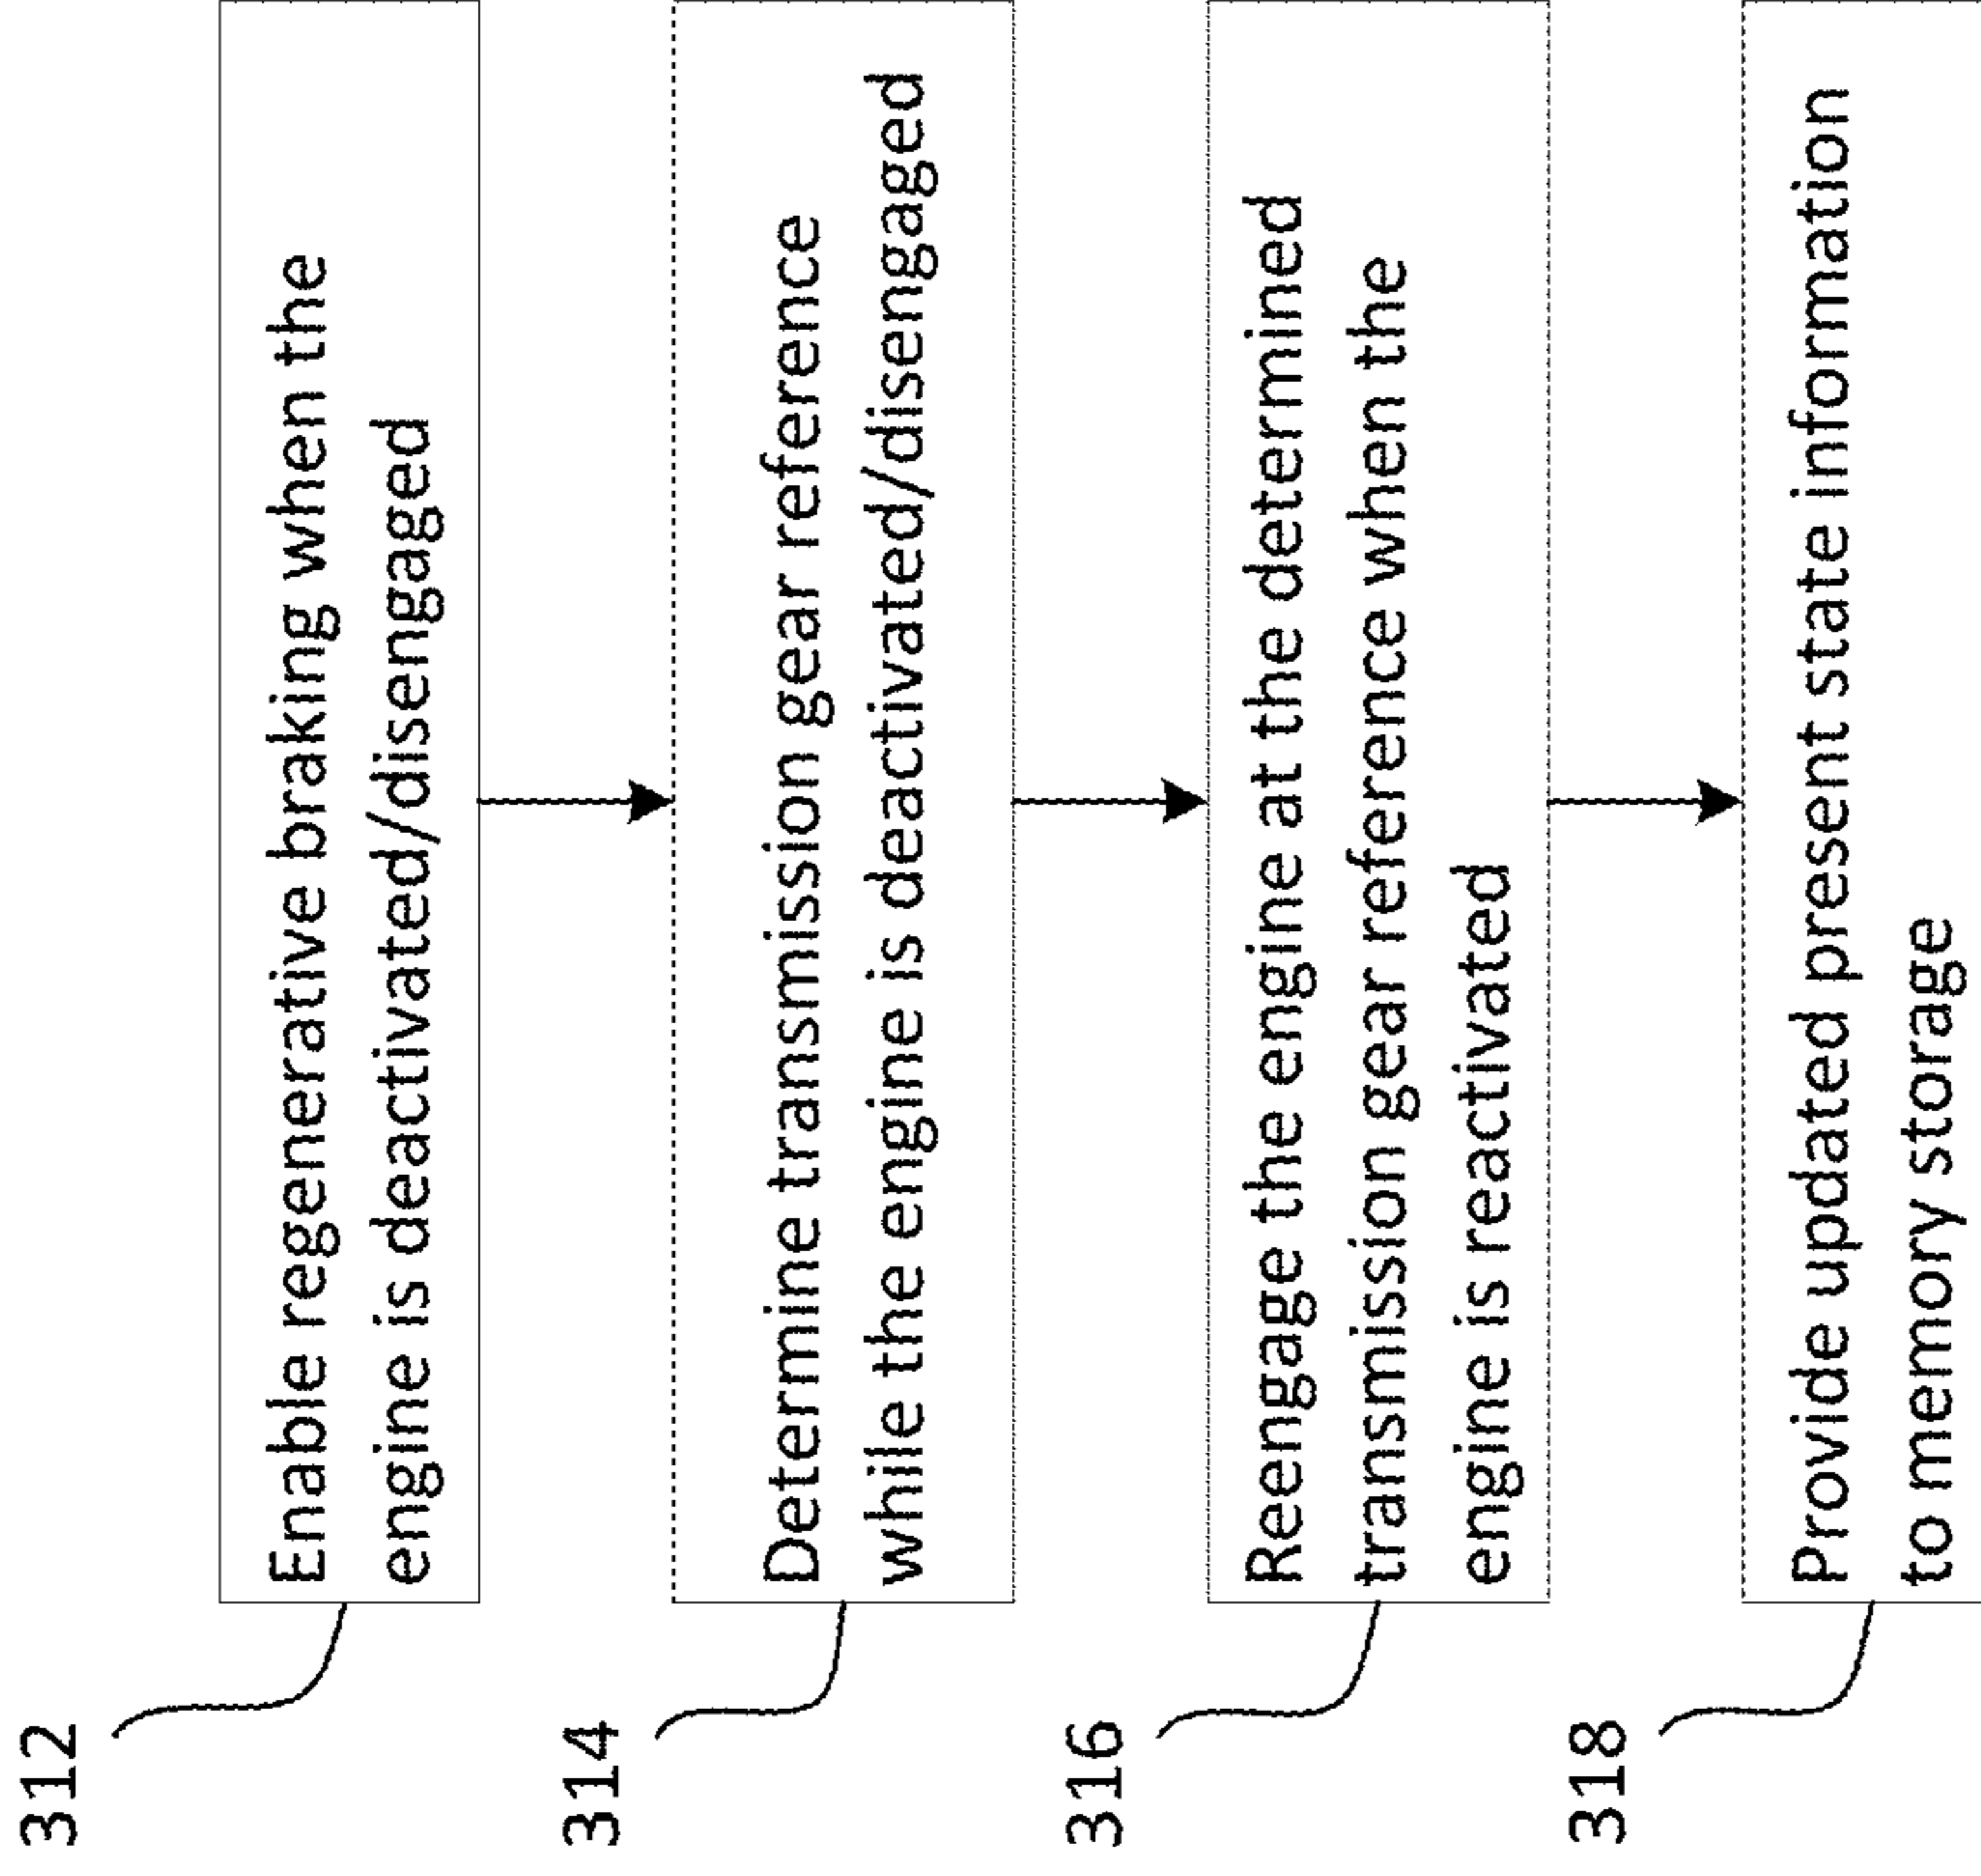 312
Enable regenerative braking when the
engine is deactivated/disengaged
314
Determine transmission gear reference
while the engine is deactivated/disengaged
316
Reengage the engine at the determined
transmission gear reference when the
engine is reactivated
318
Provide updated present state information
to memory storage